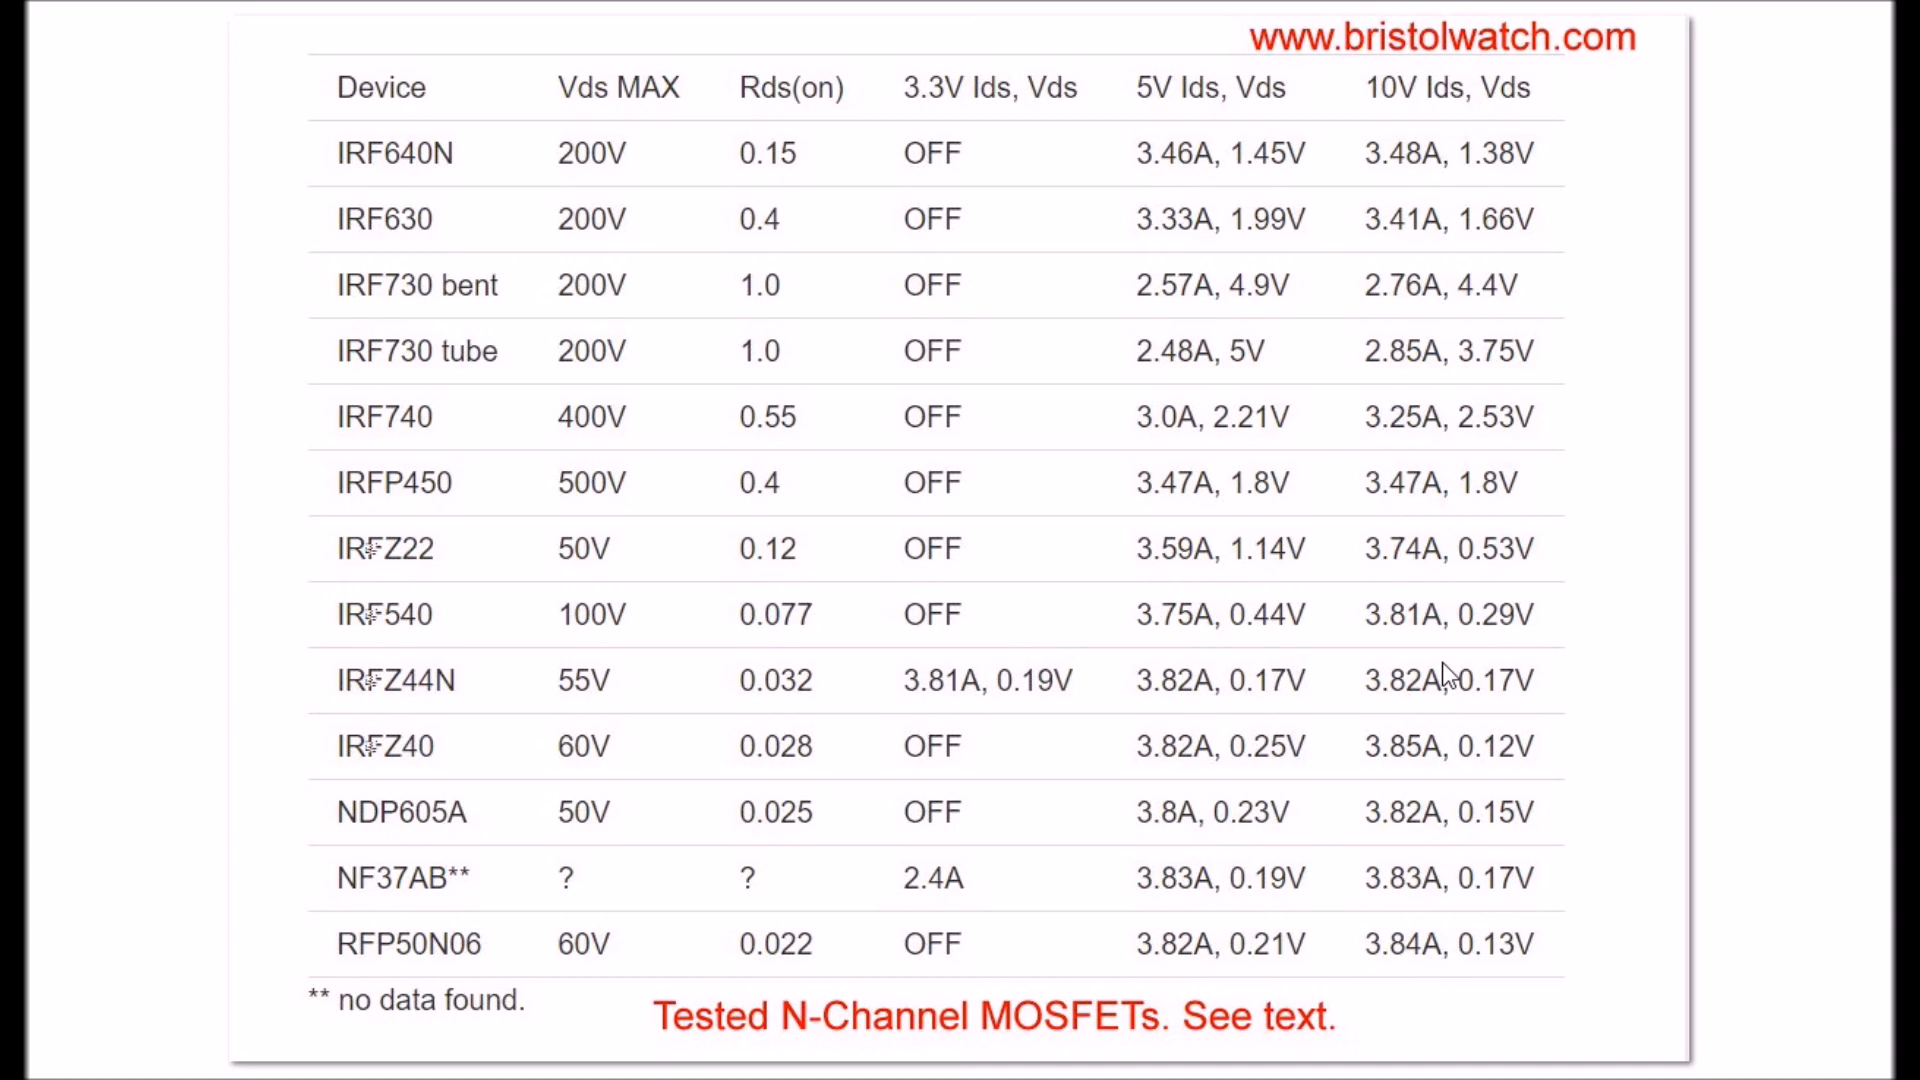 www.bristolwatch.com
Device Vds MAX Rds(on) 3.3V Ids, Vds 5V Ids, Vds 10V Ids, Vds
IRF640N 200V 0.15 OFF 3.46A, 1.45V 3.48A, 1.38V
IRF630 200V 0.4 OFF 3.33A, 1.99V 3.41A, 1.66V
IRF730 bent 200V 1.0 OFF 2.57A, 4.9V 2.76A, 4.4V
IRF730 tube 200V 1.0 OFF 2.48A, 5V 2.85A, 3.75V
IRF740 400V 0.55 OFF 3.0A, 2.21V 3.25A, 2.53V
IRFP450 500V 0.4 OFF 3.47A, 1.8V 3.47A, 1.8V
IRFZ22 50V 0.12 OFF 3.59A, 1.14V 3.74A, 0.53V
IRF540 100V 0.077 OFF 3.75A, 0.44V 3.81A, 0.29V
IRFZ44N 55V 0.032 3.81A, 0.19V 3.82A, 0.17V 3.82A, 0.17V
IRFZ40 60V 0.028 OFF 3.82A, 0.25V 3.85A, 0.12V
NDP605A 50V 0.025 OFF 3.8A, 0.23V 3.82A, 0.15V
NF37AB** ? ? 2.4A 3.83A, 0.19V 3.83A, 0.17V
RFP50N06 60V 0.022 OFF 3.82A, 0.21V 3.84A, 0.13V
** no data found.
Tested N-Channel MOSFETs. See text.